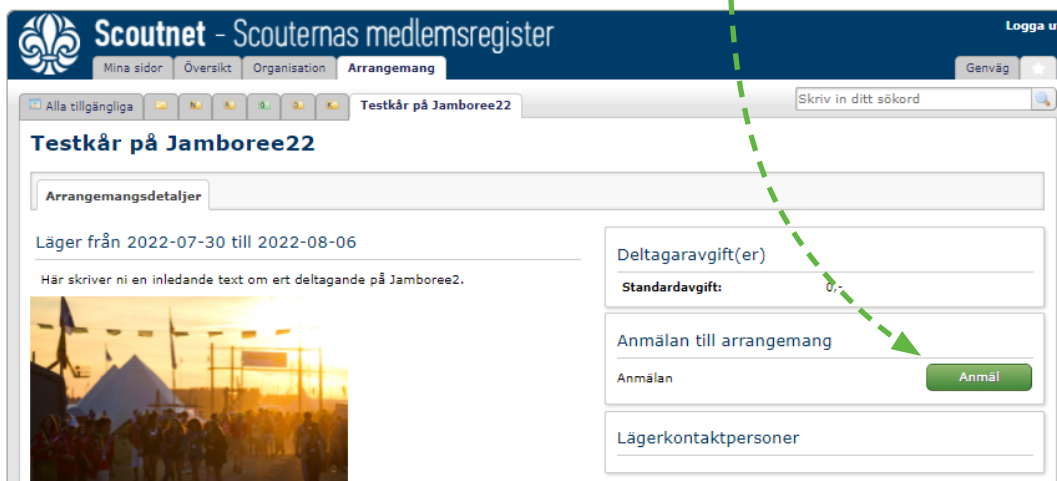 Scoutnet – Scouternas medlemsregister
Logga u
Mina sidor Översikt Organisation Arrangemang Genväg
Alla tillgängliga N.. R.. D.. K.. Testkår på Jamboree22 Skriv in ditt sökord
Testkår på Jamboree22
Arrangemangsdetaljer
Läger från 2022-07-30 till 2022-08-06
Här skriver ni en inledande text om ert deltagande på Jamboree2.
Deltagaravgift(er)
Standardavgift: 0,-
Anmälan till arrangemang
Anmälan Anmäl
Lägerkontaktpersoner